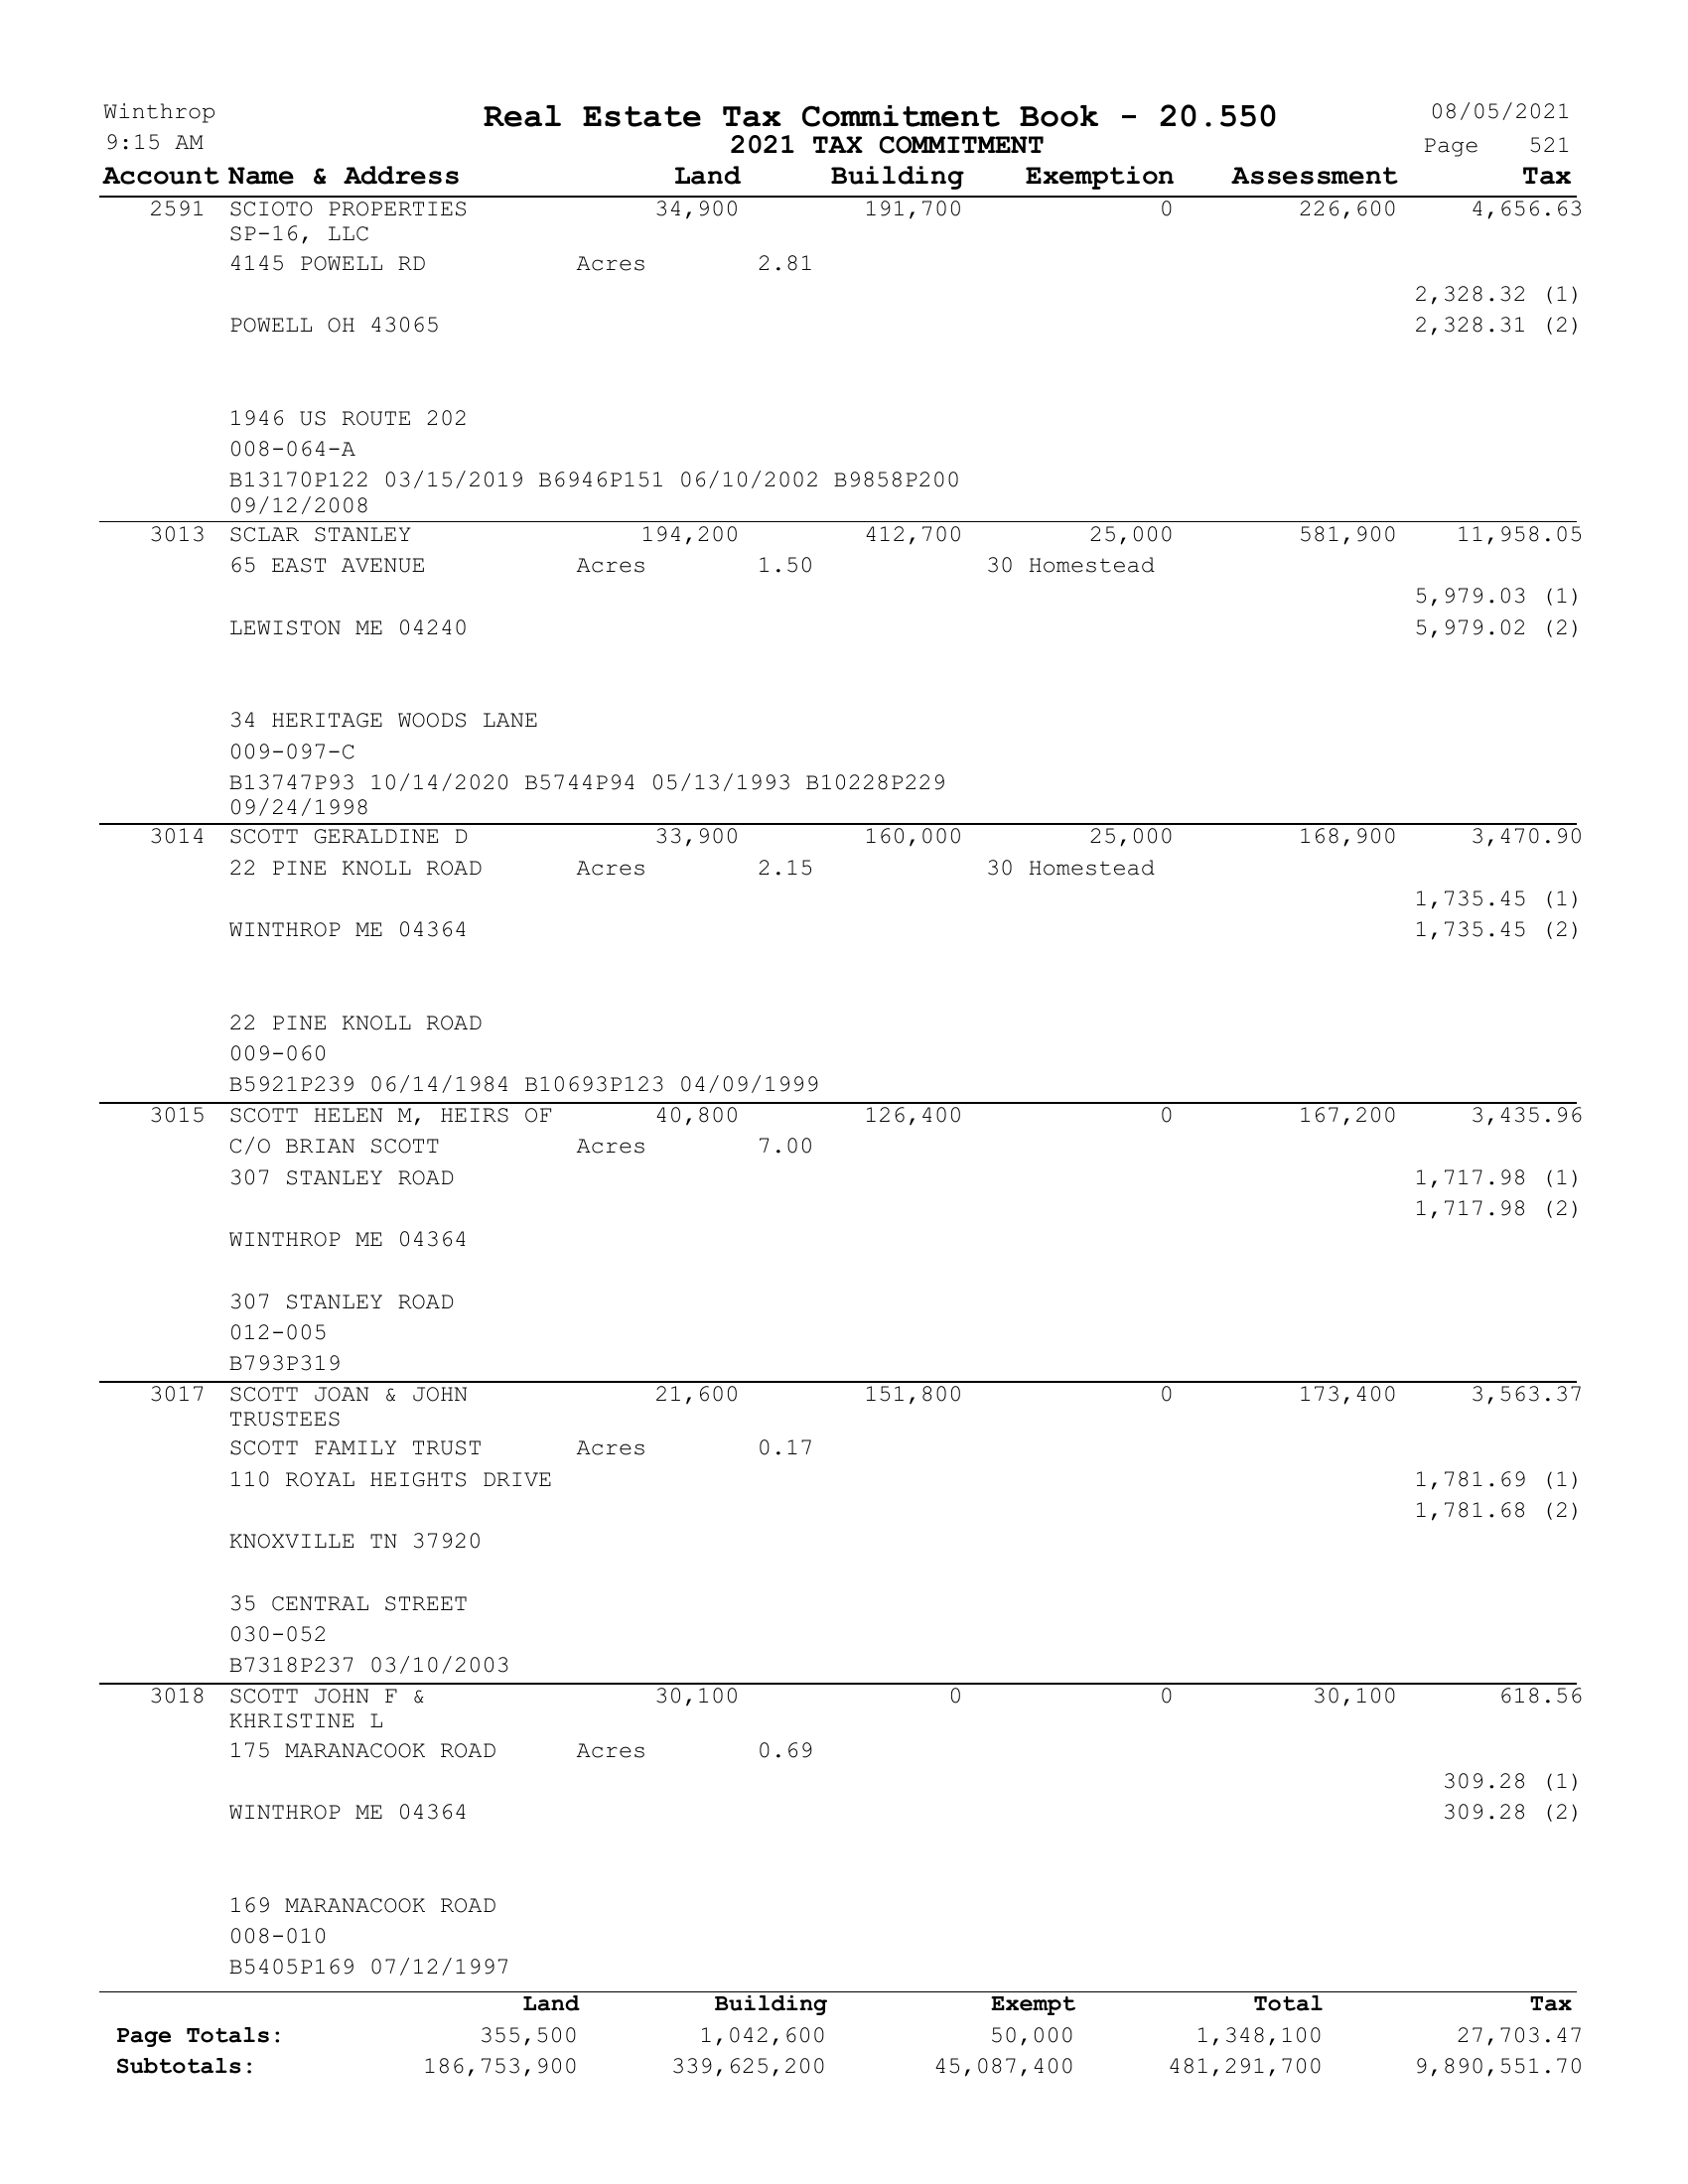 Winthrop Real Estate Tax Commitment Book - 20.550 08/05/2021
9:15 AM 2021 TAX COMMITMENT Page 521
Account Name & Address Land Building Exemption Assessment Tax
2591 SCIOTO PROPERTIES 34,900 191,700 0 226,600 4,656.63
SP-16, LLC
4145 POWELL RD Acres 2.81
2,328.32 (1)
POWELL OH 43065 2,328.31 (2)
1946 US ROUTE 202
008-064-A
B13170P122 03/15/2019 B6946P151 06/10/2002 B9858P200
09/12/2008
3013 SCLAR STANLEY 194,200 412,700 25,000 581,900 11,958.05
65 EAST AVENUE Acres 1.50 30 Homestead
5,979.03 (1)
LEWISTON ME 04240 5,979.02 (2)
34 HERITAGE WOODS LANE
009-097-C
B13747P93 10/14/2020 B5744P94 05/13/1993 B10228P229
09/24/1998
3014 SCOTT GERALDINE D 33,900 160,000 25,000 168,900 3,470.90
22 PINE KNOLL ROAD Acres 2.15 30 Homestead
1,735.45 (1)
WINTHROP ME 04364 1,735.45 (2)
22 PINE KNOLL ROAD
009-060
B5921P239 06/14/1984 B10693P123 04/09/1999
3015 SCOTT HELEN M, HEIRS OF 40,800 126,400 0 167,200 3,435.96
C/O BRIAN SCOTT Acres 7.00
307 STANLEY ROAD 1,717.98 (1)
1,717.98 (2)
WINTHROP ME 04364
307 STANLEY ROAD
012-005
B793P319
3017 SCOTT JOAN & JOHN 21,600 151,800 0 173,400 3,563.37
TRUSTEES
SCOTT FAMILY TRUST Acres 0.17
110 ROYAL HEIGHTS DRIVE 1,781.69 (1)
1,781.68 (2)
KNOXVILLE TN 37920
35 CENTRAL STREET
030-052
B7318P237 03/10/2003
3018 SCOTT JOHN F & 30,100 0 0 30,100 618.56
KHRISTINE L
175 MARANACOOK ROAD Acres 0.69
309.28 (1)
WINTHROP ME 04364 309.28 (2)
169 MARANACOOK ROAD
008-010
B5405P169 07/12/1997
Land Building Exempt Total Tax
Page Totals: 355,500 1,042,600 50,000 1,348,100 27,703.47
Subtotals: 186,753,900 339,625,200 45,087,400 481,291,700 9,890,551.70